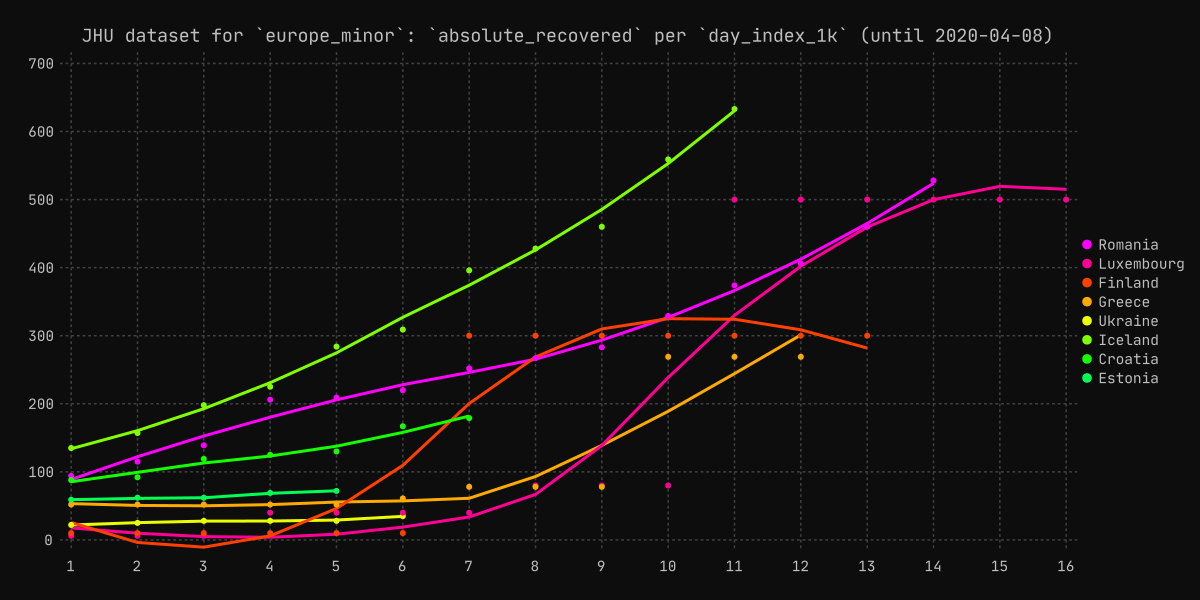 JHU dataset for `europe_minor`: `absolute_recovered` per `day_index_1k` (until 2020-04-08)
700
600
500
400
300
200
100
0
1 2 3 4 5 6 7 8 9 10 11 12 13 14 15 16
Romania
Luxembourg
Finland
Greece
Ukraine
Iceland
Croatia
Estonia